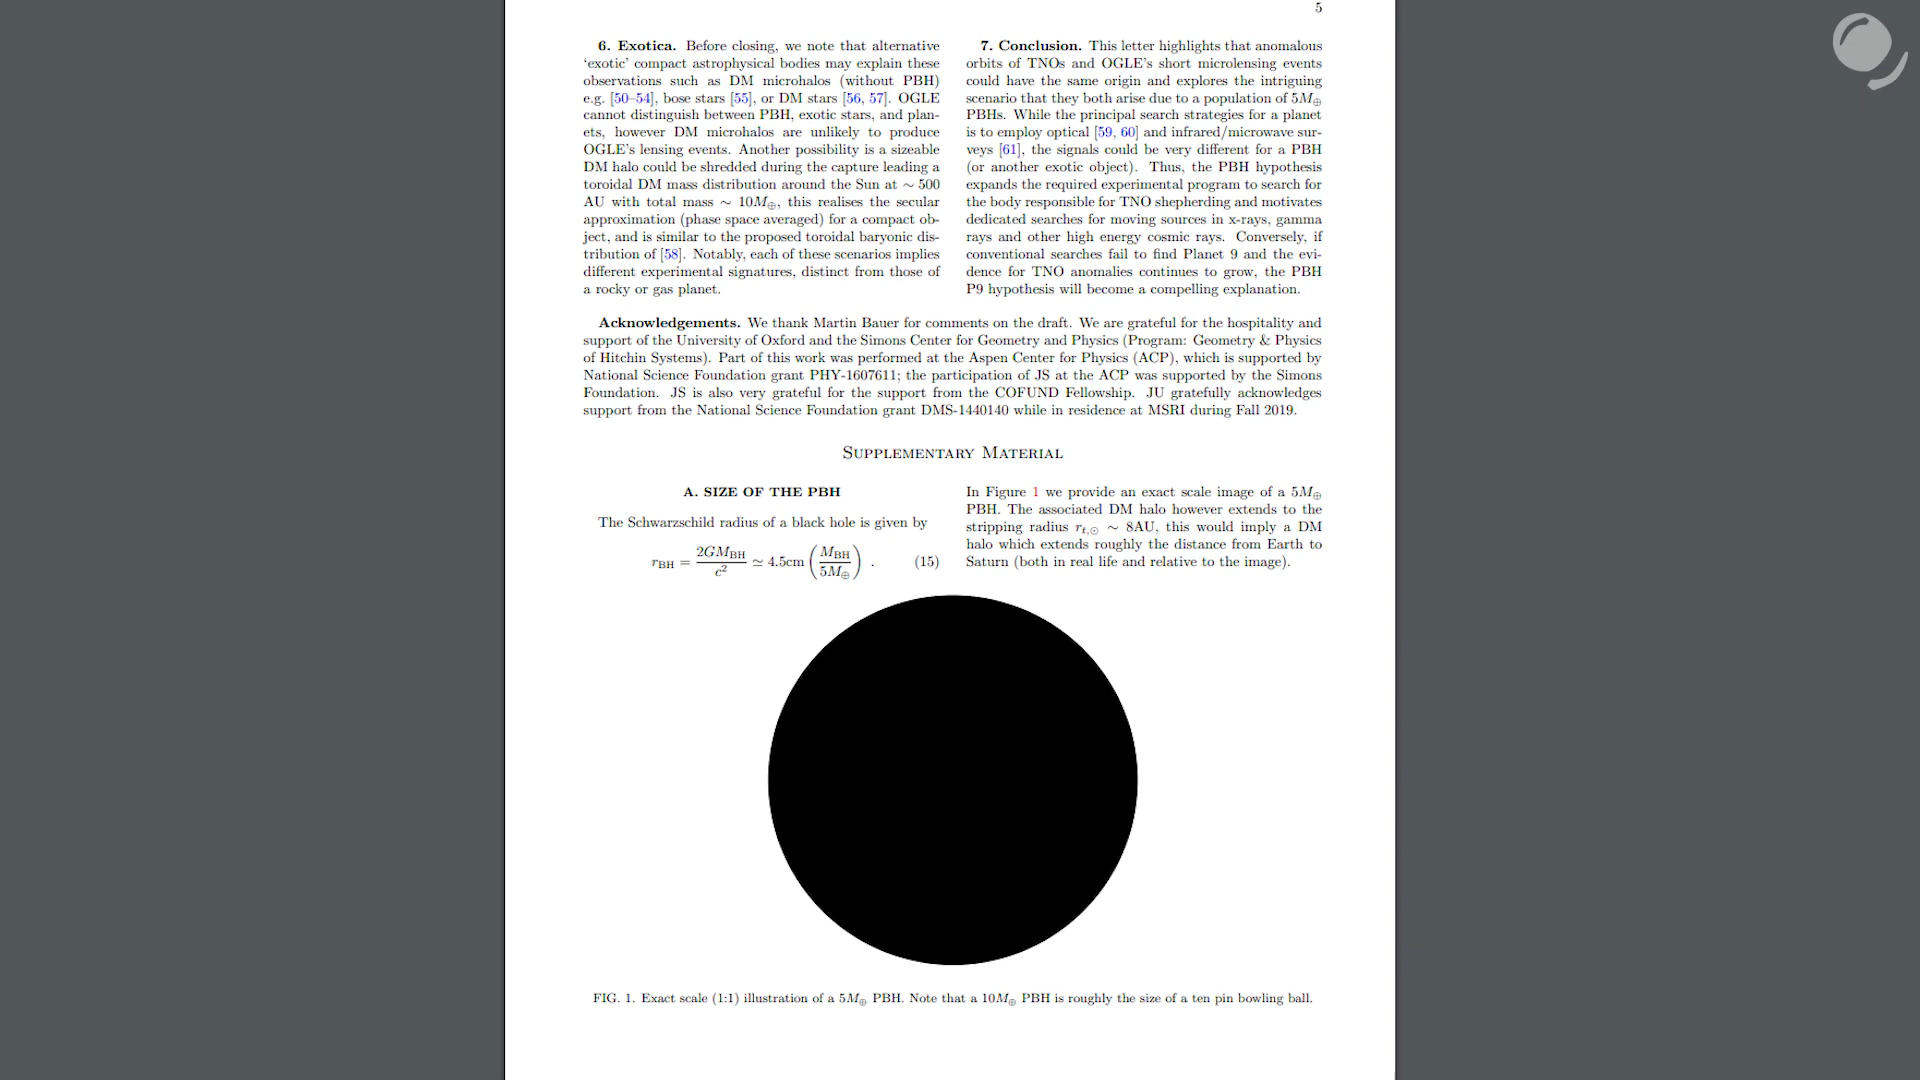 5
6. Exotica. Before closing, we note that alternative
‘exotic’ compact astrophysical bodies may explain these
observations such as DM microhalos (without PBH)
e.g. [50–54], bose stars [55], or DM stars [56, 57]. OGLE
cannot distinguish between PBH, exotic stars, and plan-
ets, however DM microhalos are unlikely to produce
OGLE’s lensing events. Another possibility is a sizeable
DM halo could be shredded during the capture leading a
toroidal DM mass distribution around the Sun at ∼ 500
AU with total mass ∼ 10M⊕, this realises the secular
approximation (phase space averaged) for a compact ob-
ject, and is similar to the proposed toroidal baryonic dis-
tribution of [58]. Notably, each of these scenarios implies
different experimental signatures, distinct from those of
a rocky or gas planet.
7. Conclusion. This letter highlights that anomalous
orbits of TNOs and OGLE’s short microlensing events
could have the same origin and explores the intriguing
scenario that they both arise due to a population of 5M⊕
PBHs. While the principal search strategies for a planet
is to employ optical [59, 60] and infrared/microwave sur-
veys [61], the signals could be very different for a PBH
(or another exotic object). Thus, the PBH hypothesis
expands the required experimental program to search for
the body responsible for TNO shepherding and motivates
dedicated searches for moving sources in x-rays, gamma
rays and other high energy cosmic rays. Conversely, if
conventional searches fail to find Planet 9 and the evi-
dence for TNO anomalies continues to grow, the PBH
P9 hypothesis will become a compelling explanation.
Acknowledgements. We thank Martin Bauer for comments on the draft. We are grateful for the hospitality and
support of the University of Oxford and the Simons Center for Geometry and Physics (Program: Geometry & Physics
of Hitchin Systems). Part of this work was performed at the Aspen Center for Physics (ACP), which is supported by
National Science Foundation grant PHY-1607611; the participation of JS at the ACP was supported by the Simons
Foundation. JS is also very grateful for the support from the COFUND Fellowship. JU gratefully acknowledges
support from the National Science Foundation grant DMS-1440140 while in residence at MSRI during Fall 2019.
Supplementary Material
A. SIZE OF THE PBH
The Schwarzschild radius of a black hole is given by
r_BH = 2GM_BH / c² ≃ 4.5cm (M_BH / 5M⊕) . (15)
In Figure 1 we provide an exact scale image of a 5M⊕
PBH. The associated DM halo however extends to the
stripping radius r_t,⊙ ∼ 8AU, this would imply a DM
halo which extends roughly the distance from Earth to
Saturn (both in real life and relative to the image).
FIG. 1. Exact scale (1:1) illustration of a 5M⊕ PBH. Note that a 10M⊕ PBH is roughly the size of a ten pin bowling ball.